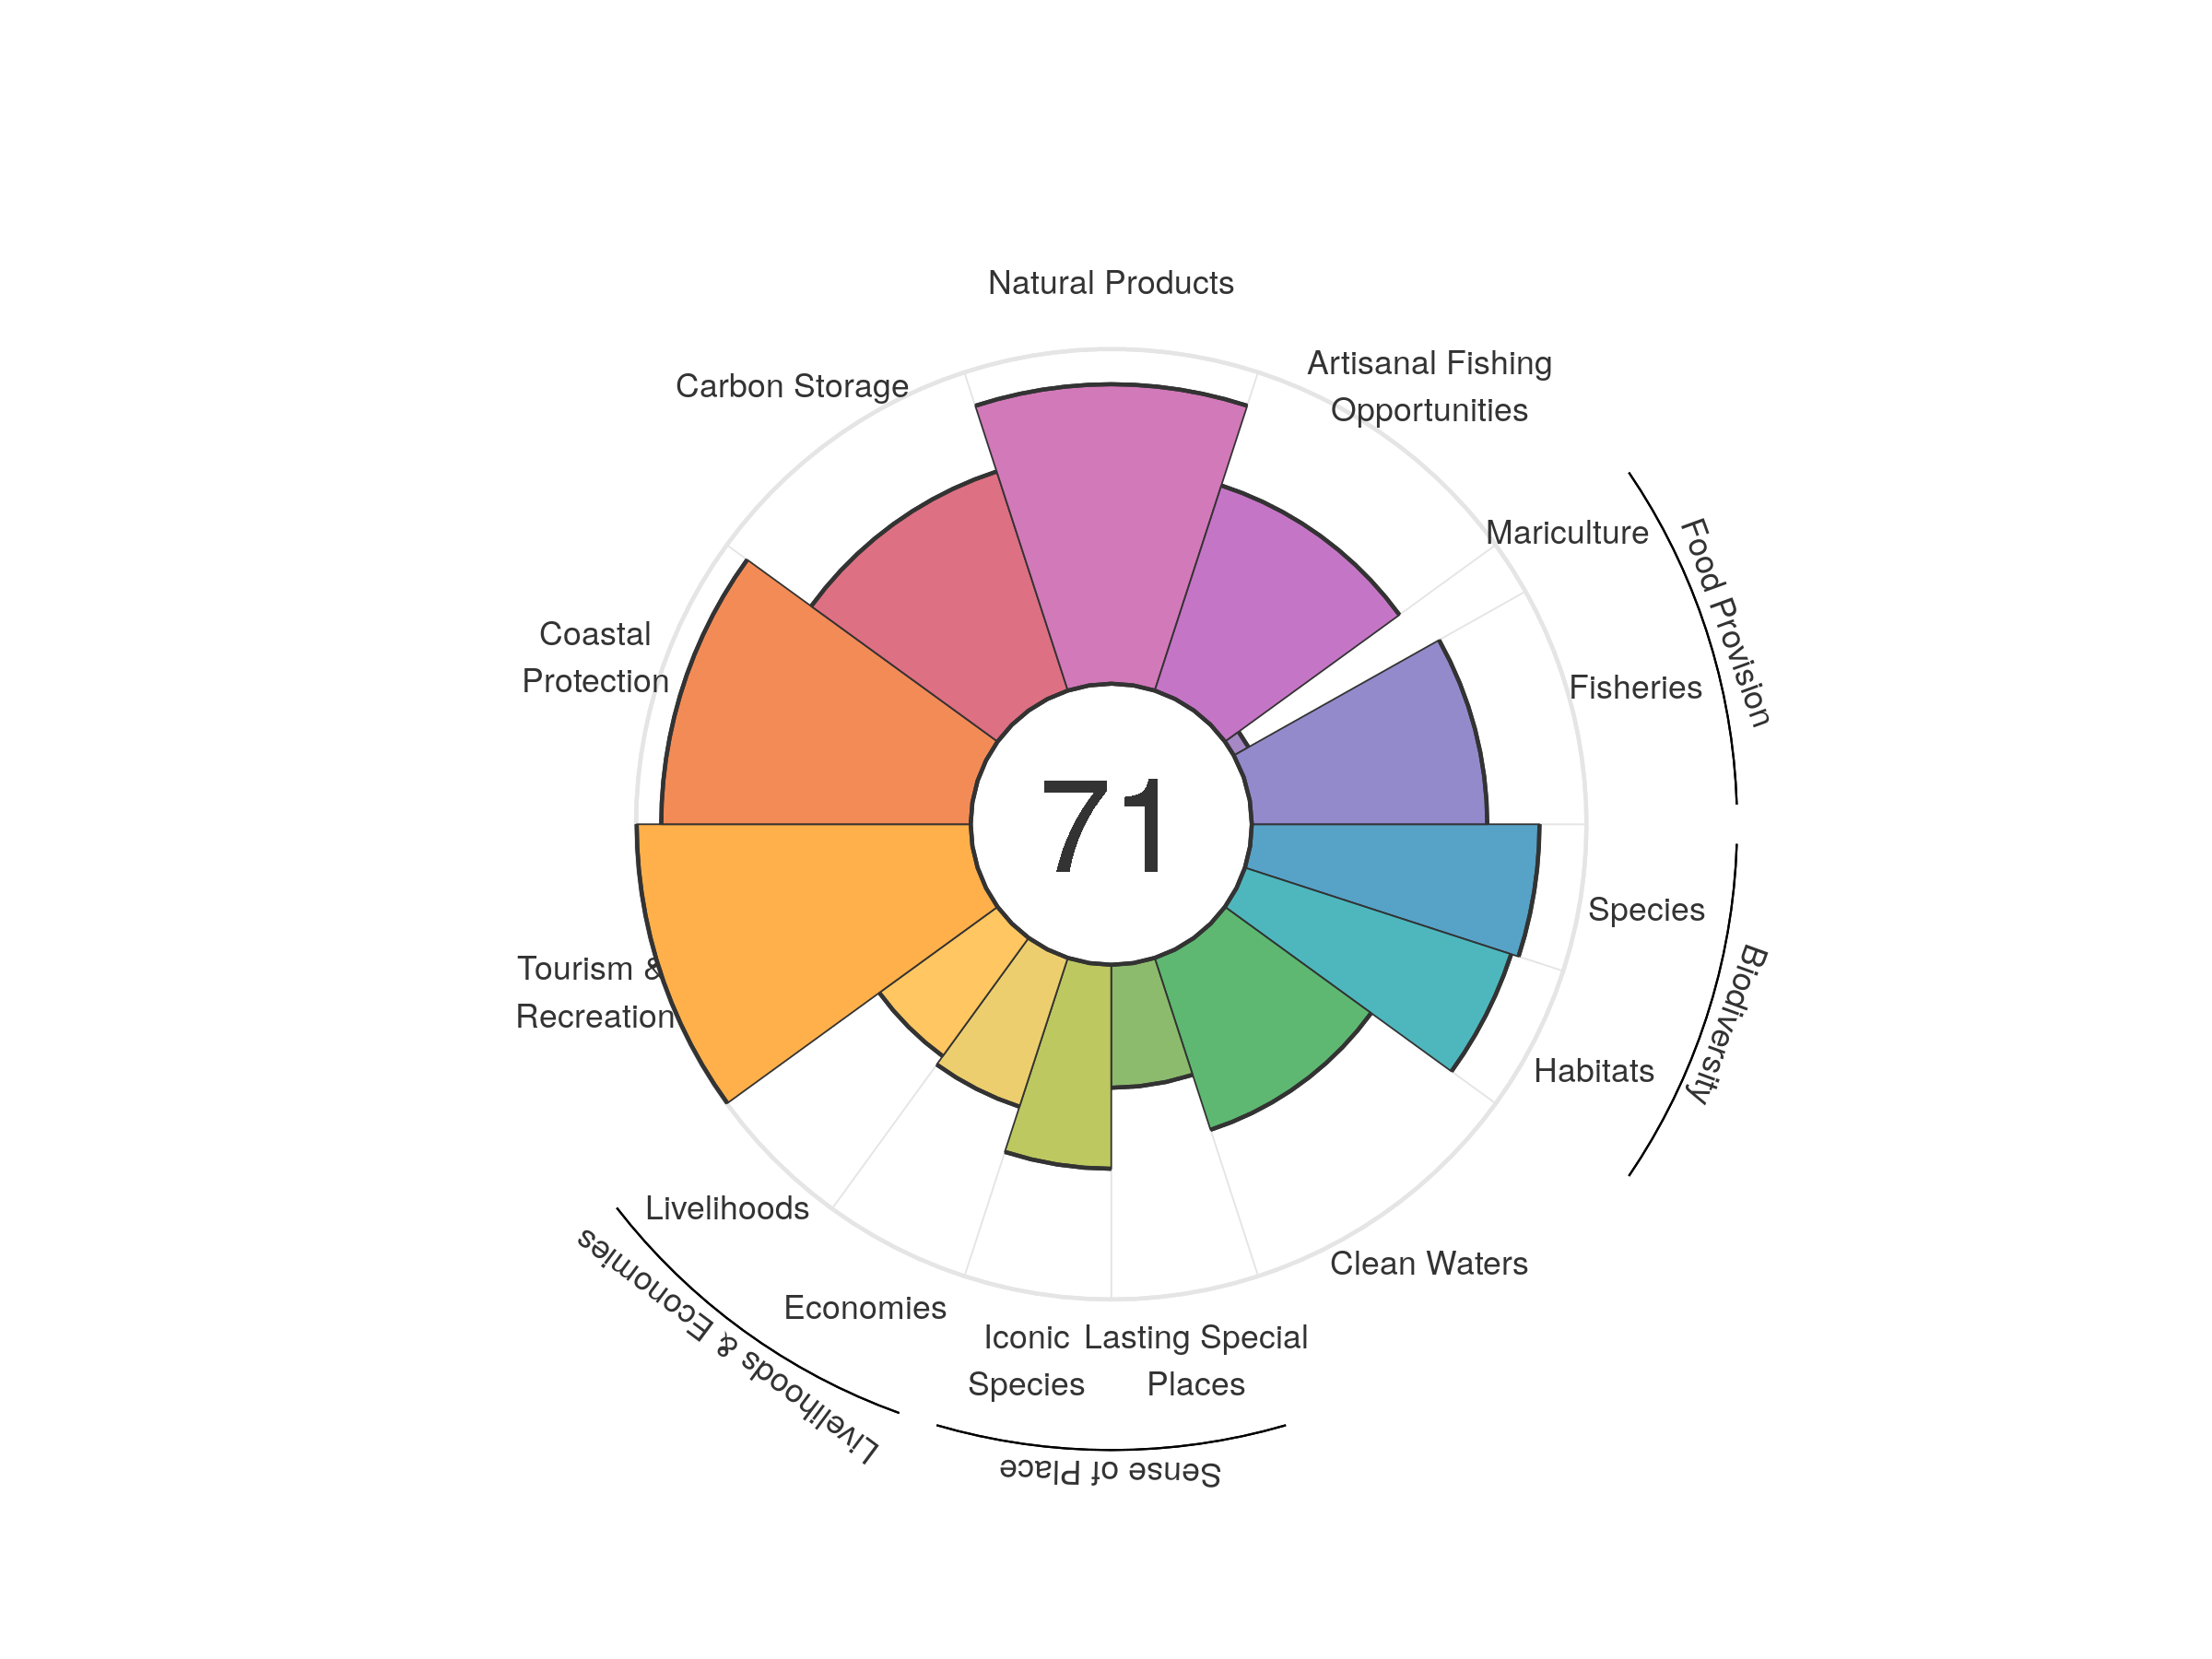 Natural Products
Carbon Storage
Artisanal Fishing
Opportunities
Mariculture
Food Provision
Coastal
Protection
Fisheries
71
Species
Biodiversity
Tourism &
Recreation
Habitats
Livelihoods
Livelihoods & Economies
Economies
Clean Waters
Iconic
Species
Lasting Special
Places
Sense of Place